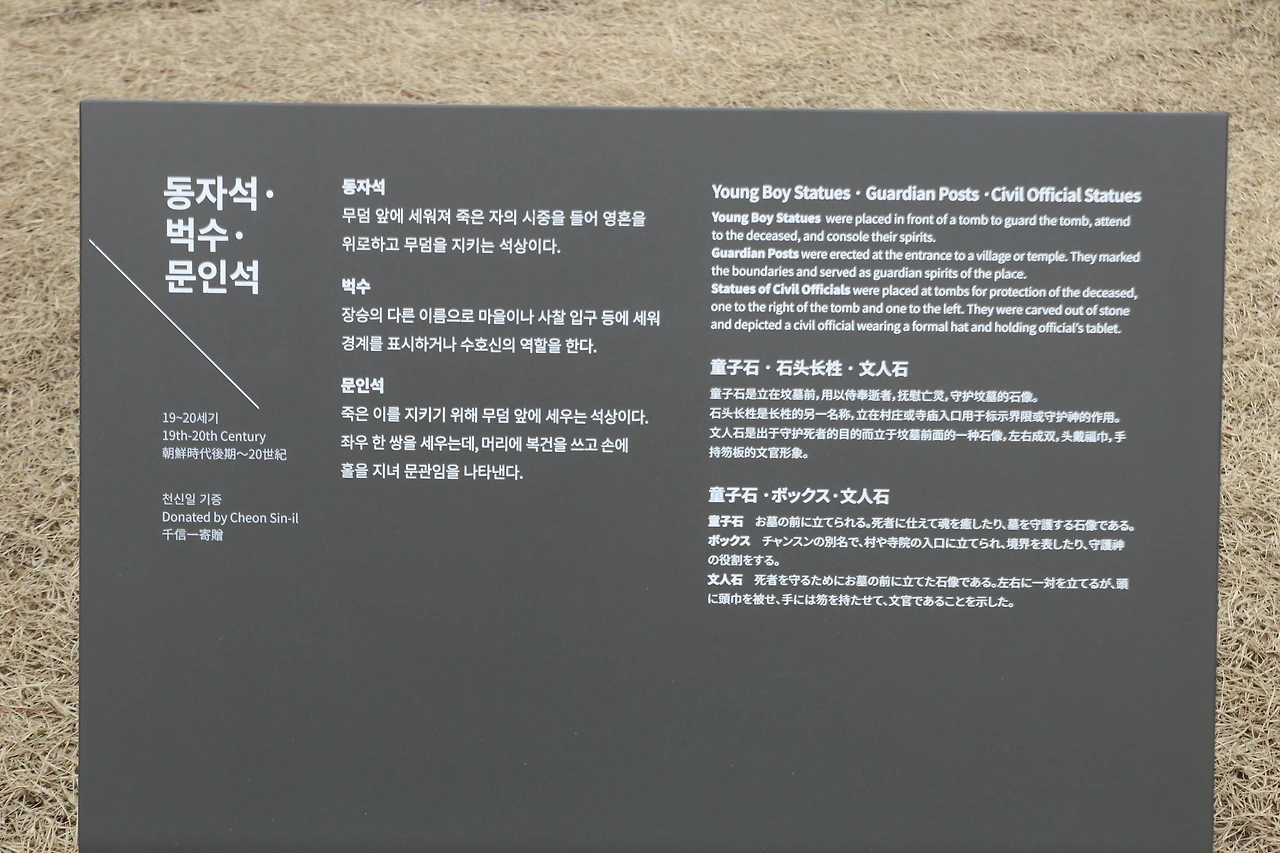 동자석·
벅수·
문인석
19~20세기
19th-20th Century
朝鮮時代後期～20世紀
천신일 기증
Donated by Cheon Sin-il
千信一寄贈
동자석
무덤 앞에 세워져 죽은 자의 시중을 들어 영혼을
위로하고 무덤을 지키는 석상이다.
벅수
장승의 다른 이름으로 마을이나 사찰 입구 등에 세워
경계를 표시하거나 수호신의 역할을 한다.
문인석
죽은 이를 지키기 위해 무덤 앞에 세우는 석상이다.
좌우 한 쌍을 세우는데, 머리에 복건을 쓰고 손에
홀을 지녀 문관임을 나타낸다.
Young Boy Statues · Guardian Posts · Civil Official Statues
Young Boy Statues were placed in front of a tomb to guard the tomb, attend
to the deceased, and console their spirits.
Guardian Posts were erected at the entrance to a village or temple. They marked
the boundaries and served as guardian spirits of the place.
Statues of Civil Officials were placed at tombs for protection of the deceased,
one to the right of the tomb and one to the left. They were carved out of stone
and depicted a civil official wearing a formal hat and holding official's tablet.
童子石 · 石头长栍 · 文人石
童子石是立在坟墓前，用以侍奉逝者，抚慰亡灵，守护坟墓的石像。
石头长栍是长栍的另一名称，立在村庄或寺庙入口用于标示界限或守护神的作用。
文人石是出于守护死者的目的而立于坟墓前面的一种石像，左右成双，头戴福巾，手
持笏板的文官形象。
童子石 ・ボックス・文人石
童子石　お墓の前に立てられる。死者に仕えて魂を癒したり、墓を守護する石像である。
ボックス　チャンスンの別名で、村や寺院の入口に立てられ、境界を表したり、守護神
の役割をする。
文人石　死者を守るためにお墓の前に立てた石像である。左右に一対を立てるが、頭
に頭巾を被せ、手には笏を持たせて、文官であることを示した。